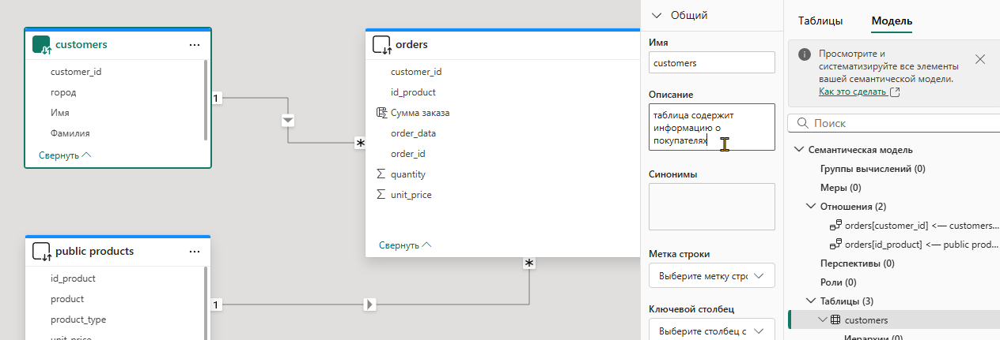 customers
customer_id
город
Имя
Фамилия
Свернуть
1
*
orders
customer_id
id_product
Сумма заказа
order_data
order_id
quantity
unit_price
Свернуть
*
public products
id_product
product
product_type
unit_price
1
Общий
Имя
customers
Описание
таблица содержит
информацию о
покупателях
Синонимы
Метка строки
Выберите метку стро
Ключевой столбец
Выберите столбец с
Таблицы
Модель
Просмотрите и
систематизируйте все элементы
вашей семантической модели.
Как это сделать
Поиск
Семантическая модель
Группы вычислений (0)
Меры (0)
Отношения (2)
orders[customer_id] <— customers...
orders[id_product] <— public prod...
Перспективы (0)
Роли (0)
Таблицы (3)
customers
Иерархии (0)